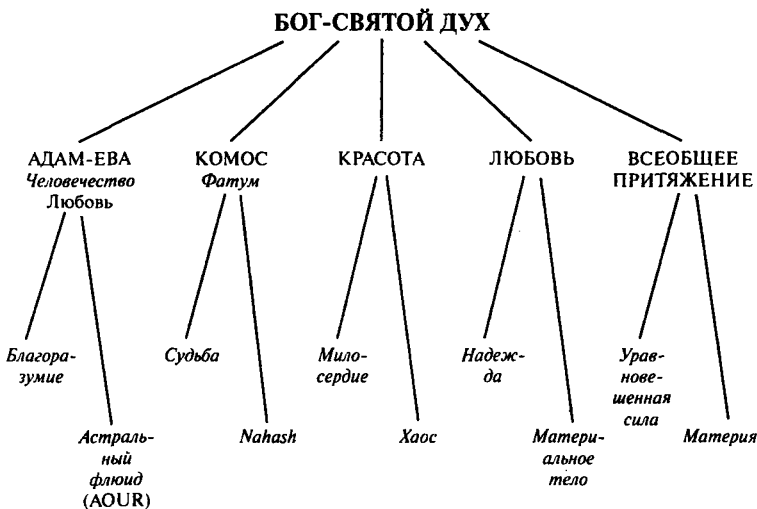 БОГ-СВЯТОЙ ДУХ
АДАМ-ЕВА
Человечество
Любовь
КОМОС
Фатум
КРАСОТА
ЛЮБОВЬ
ВСЕОБЩЕЕ
ПРИТЯЖЕНИЕ
Благора-
зумие
Астраль-
ный
флюид
(AOUR)
Судьба
Nahash
Мило-
сердие
Хаос
Надеж-
да
Матери-
альное
тело
Урав-
нове-
шенная
сила
Материя